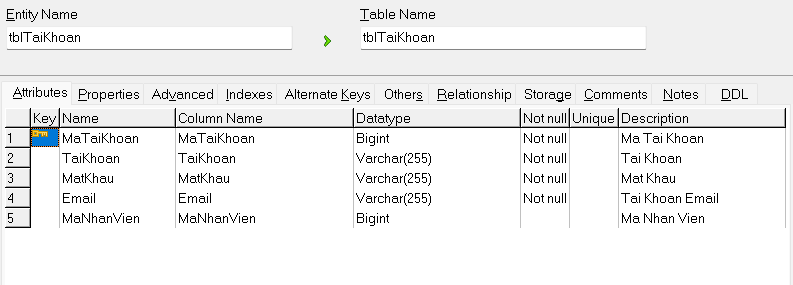 Entity Name Table Name
tblTaiKhoan tblTaiKhoan
Attributes Properties Advanced Indexes Alternate Keys Others Relationship Storage Comments Notes DDL
Key Name Column Name Datatype Not null Unique Description
1 MaTaiKhoan MaTaiKhoan Bigint Not null Ma Tai Khoan
2 TaiKhoan TaiKhoan Varchar(255) Not null Tai Khoan
3 MatKhau MatKhau Varchar(255) Not null Mat Khau
4 Email Email Varchar(255) Not null Tai Khoan Email
5 MaNhanVien MaNhanVien Bigint Ma Nhan Vien